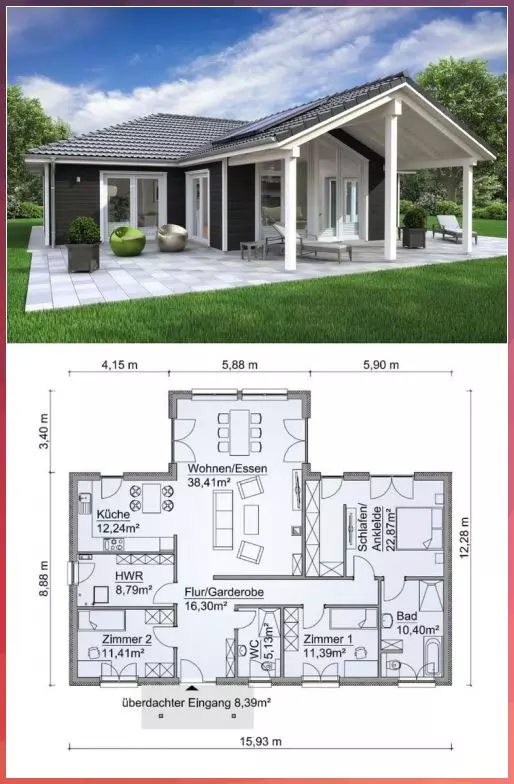 4,15 m
5,88 m
5,90 m
3,40 m
8,88 m
12,28 m
Wohnen/Essen
38,41m²
Küche
12,24m²
Schlafen/
Ankleide
22,87m²
HWR
8,79m²
Flur/Garderobe
16,30m²
Zimmer 2
11,41m²
WC
5,13m²
Zimmer 1
11,39m²
Bad
10,40m²
überdachter Eingang 8,39m²
15,93 m